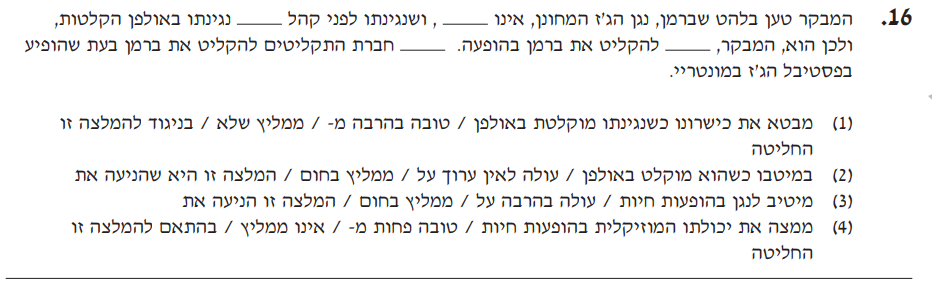 16. המבקר טען בלהט שברמן, נגן הג'ז המחונן, אינו _____ , ושנגינתו לפני קהל _____ נגינתו באולפן הקלטות,
ולכן הוא, המבקר, _____ להקליט את ברמן בהופעה. _____ חברת התקליטים להקליט את ברמן בעת שהופיע
בפסטיבל הג'ז במונטריי.
(1) מבטא את כישרונו כשנגינתו מוקלטת באולפן / טובה בהרבה מ- / ממליץ שלא / בניגוד להמלצה זו
החליטה
(2) במיטבו כשהוא מוקלט באולפן / עולה לאין ערוך על / ממליץ בחום / המלצה זו היא שהניעה את
(3) מיטיב לנגן בהופעות חיות / עולה בהרבה על / ממליץ בחום / המלצה זו הניעה את
(4) ממצה את יכולתו המוזיקלית בהופעות חיות / טובה פחות מ- / אינו ממליץ / בהתאם להמלצה זו
החליטה